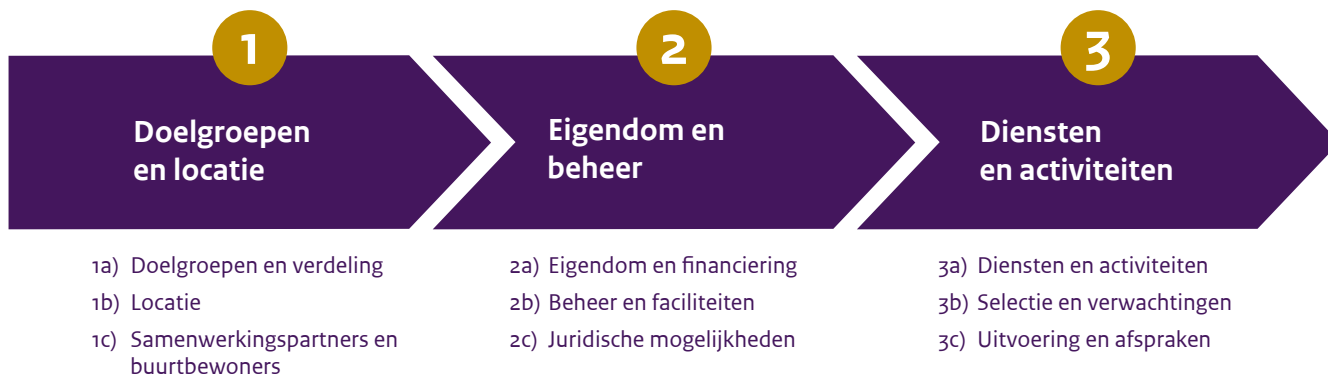 1
Doelgroepen
en locatie
1a) Doelgroepen en verdeling
1b) Locatie
1c) Samenwerkingspartners en
buurtbewoners
2
Eigendom en
beheer
2a) Eigendom en financiering
2b) Beheer en faciliteiten
2c) Juridische mogelijkheden
3
Diensten
en activiteiten
3a) Diensten en activiteiten
3b) Selectie en verwachtingen
3c) Uitvoering en afspraken